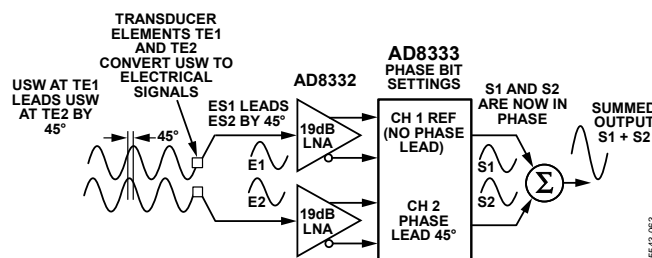 TRANSDUCER
ELEMENTS TE1
AND TE2
CONVERT USW TO
ELECTRICAL
SIGNALS
USW AT TE1
LEADS USW
AT TE2 BY
45°
45°
ES1 LEADS
ES2 BY 45°
AD8332
19dB
LNA
E1
E2
19dB
LNA
AD8333
PHASE BIT
SETTINGS
CH 1 REF
(NO PHASE
LEAD)
CH 2
PHASE
LEAD 45°
S1 AND S2
ARE NOW IN
PHASE
S1
S2
Σ
SUMMED
OUTPUT
S1 + S2